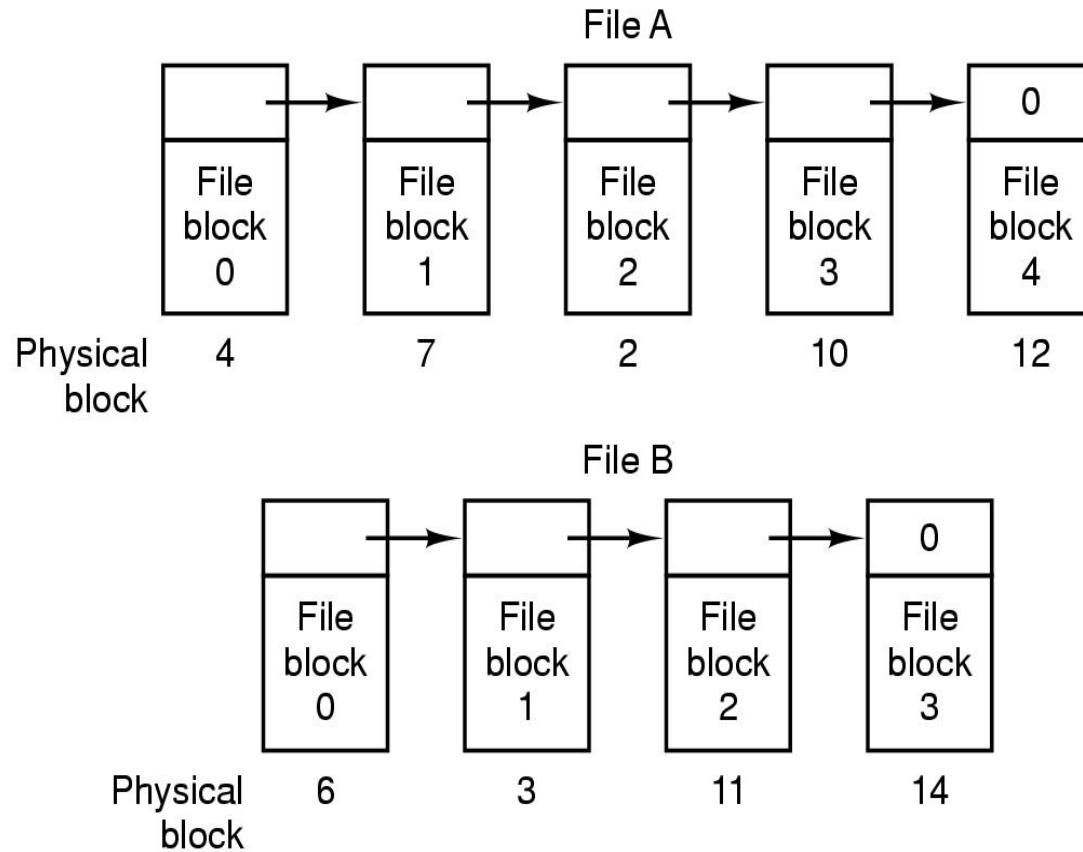 File A
0
File File File File File
block block block block block
0 1 2 3 4
Physical 4 7 2 10 12
block
File B
0
File File File File
block block block block
0 1 2 3
Physical 6 3 11 14
block